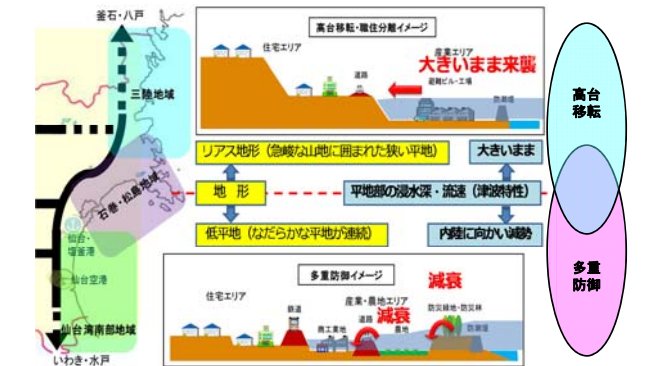 釜石・八戸
三陸地域
石巻・松島地域
仙台・
塩釜港
仙台空港
仙台湾南部地域
いわき・水戸
高台移転・職住分離イメージ
住宅エリア
産業エリア
大きいまま来襲
道路
避難ビル・工場
防潮堤
リアス地形（急峻な山地に囲まれた狭い平地）
大きいまま
地 形
平地部の浸水深・流速（津波特性）
低平地（なだらかな平地が連続）
内陸に向かい減勢
多重防御イメージ
減衰
住宅エリア
産業・農地エリア
鉄道
道路
減衰
防災緑地・防災林
商工業地
農地
防潮堤
高台
移転
多重
防御